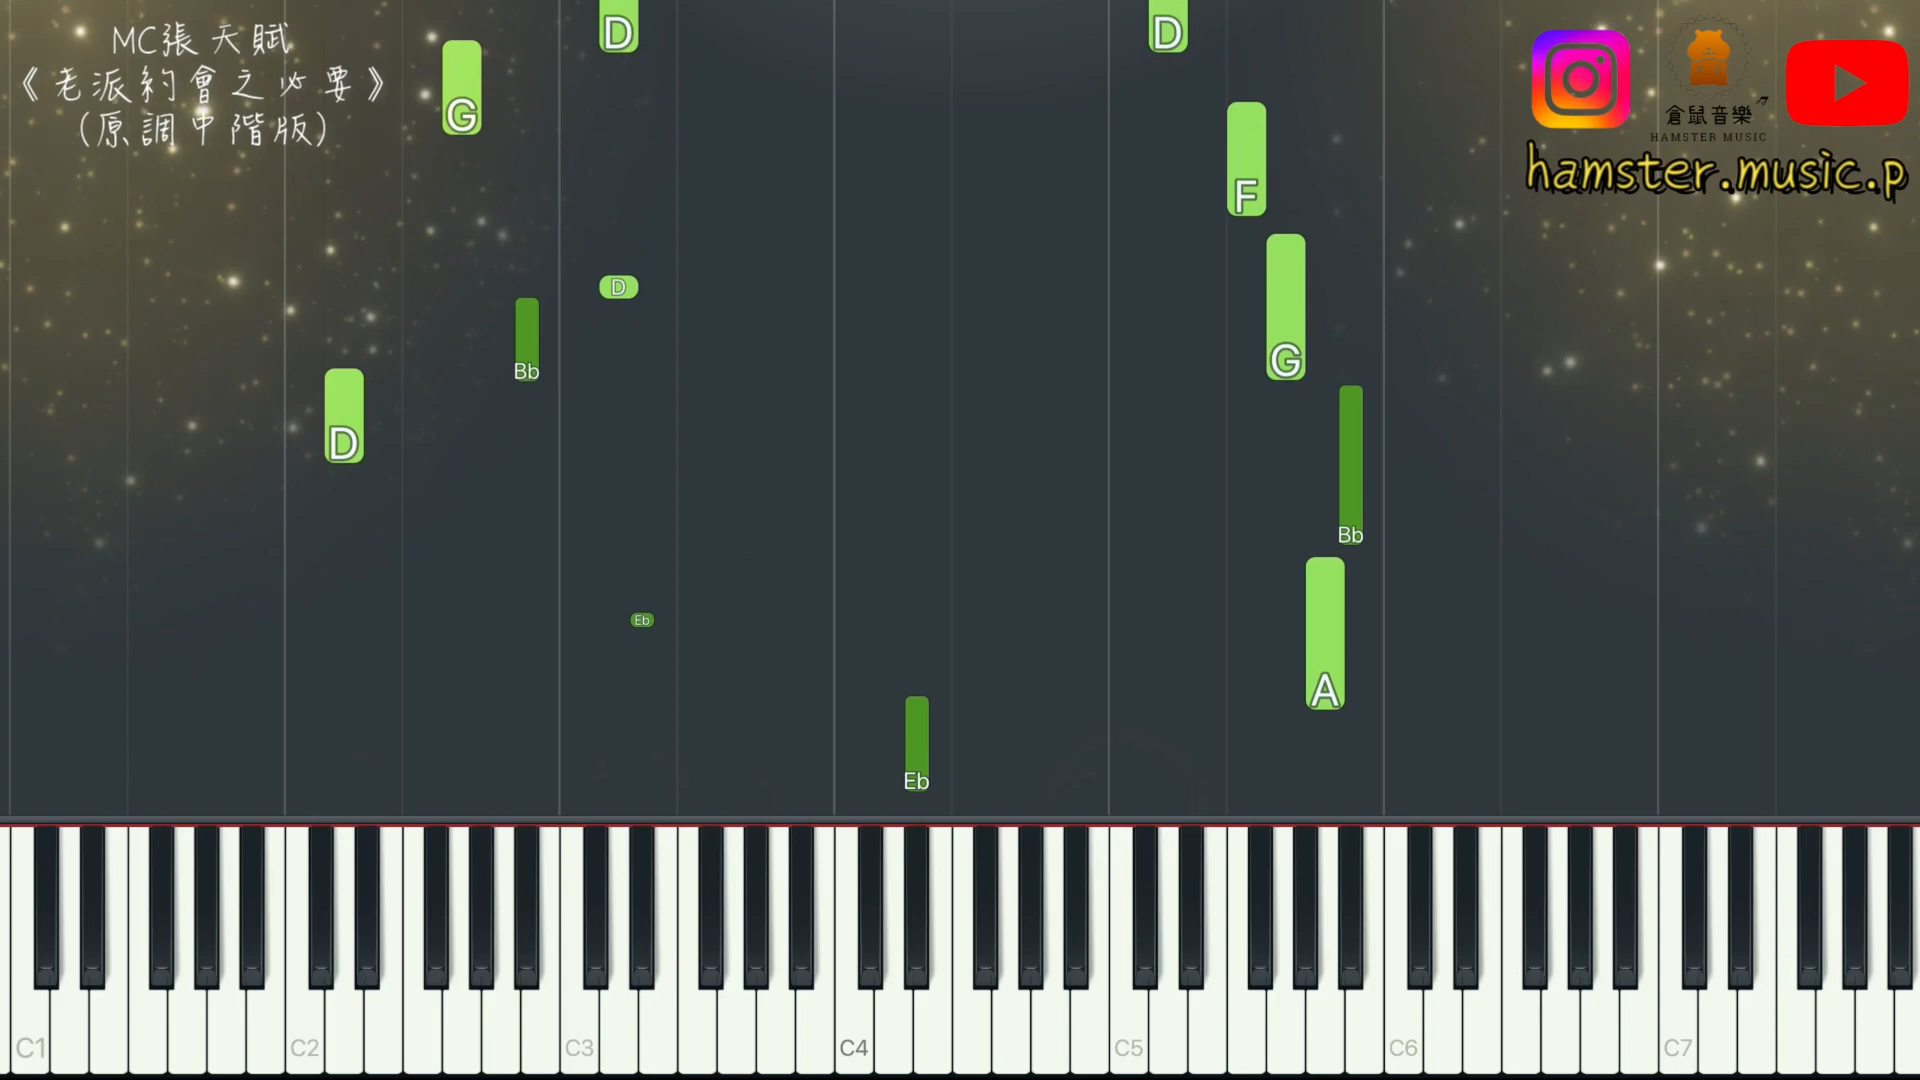 MC張天賦
《老派約會之必要》
(原調中階版)
倉鼠音樂
HAMSTER MUSIC
hamster.music.p
D
D
G
F
D
G
Bb
D
Bb
Eb
A
Eb
C1
C2
C3
C4
C5
C6
C7